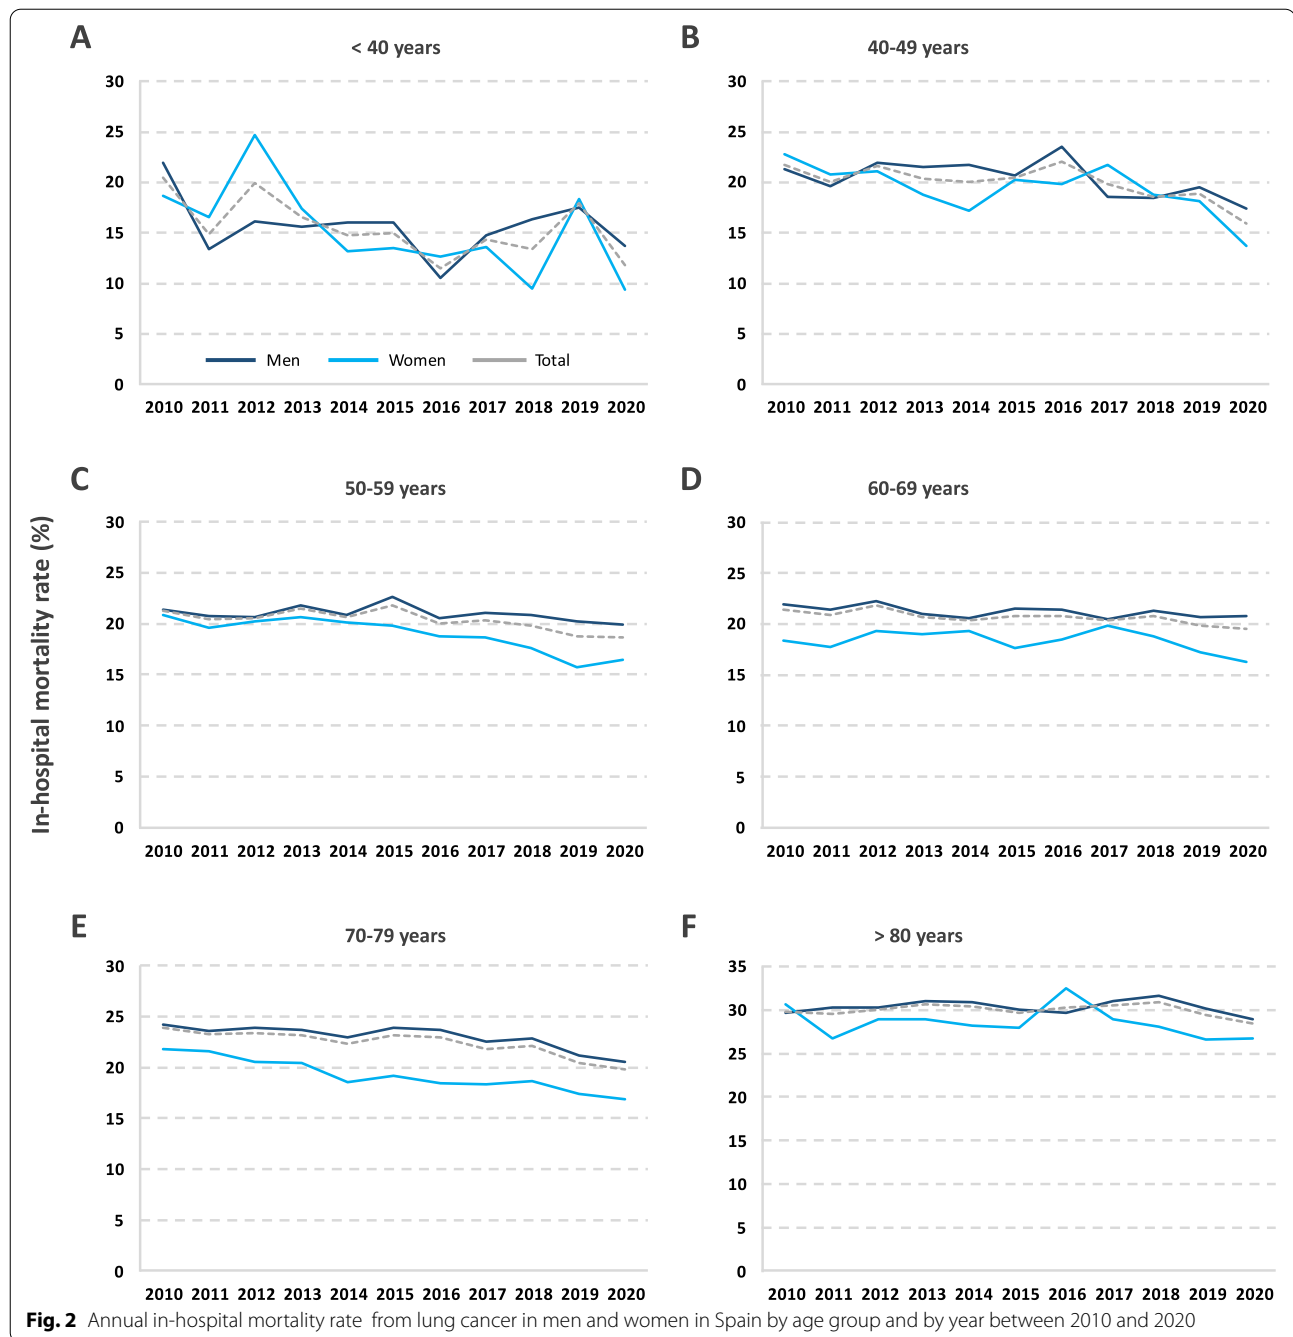 A
< 40 years
30
25
20
15
10
5
0
Men
Women
Total
2010 2011 2012 2013 2014 2015 2016 2017 2018 2019 2020
B
40-49 years
30
25
20
15
10
5
0
2010 2011 2012 2013 2014 2015 2016 2017 2018 2019 2020
In-hospital mortality rate (%)
C
50-59 years
30
25
20
15
10
5
0
2010 2011 2012 2013 2014 2015 2016 2017 2018 2019 2020
D
60-69 years
30
25
20
15
10
5
0
2010 2011 2012 2013 2014 2015 2016 2017 2018 2019 2020
E
70-79 years
30
25
20
15
10
5
0
2010 2011 2012 2013 2014 2015 2016 2017 2018 2019 2020
F
> 80 years
35
30
25
20
15
10
5
0
2010 2011 2012 2013 2014 2015 2016 2017 2018 2019 2020
Fig. 2 Annual in-hospital mortality rate from lung cancer in men and women in Spain by age group and by year between 2010 and 2020